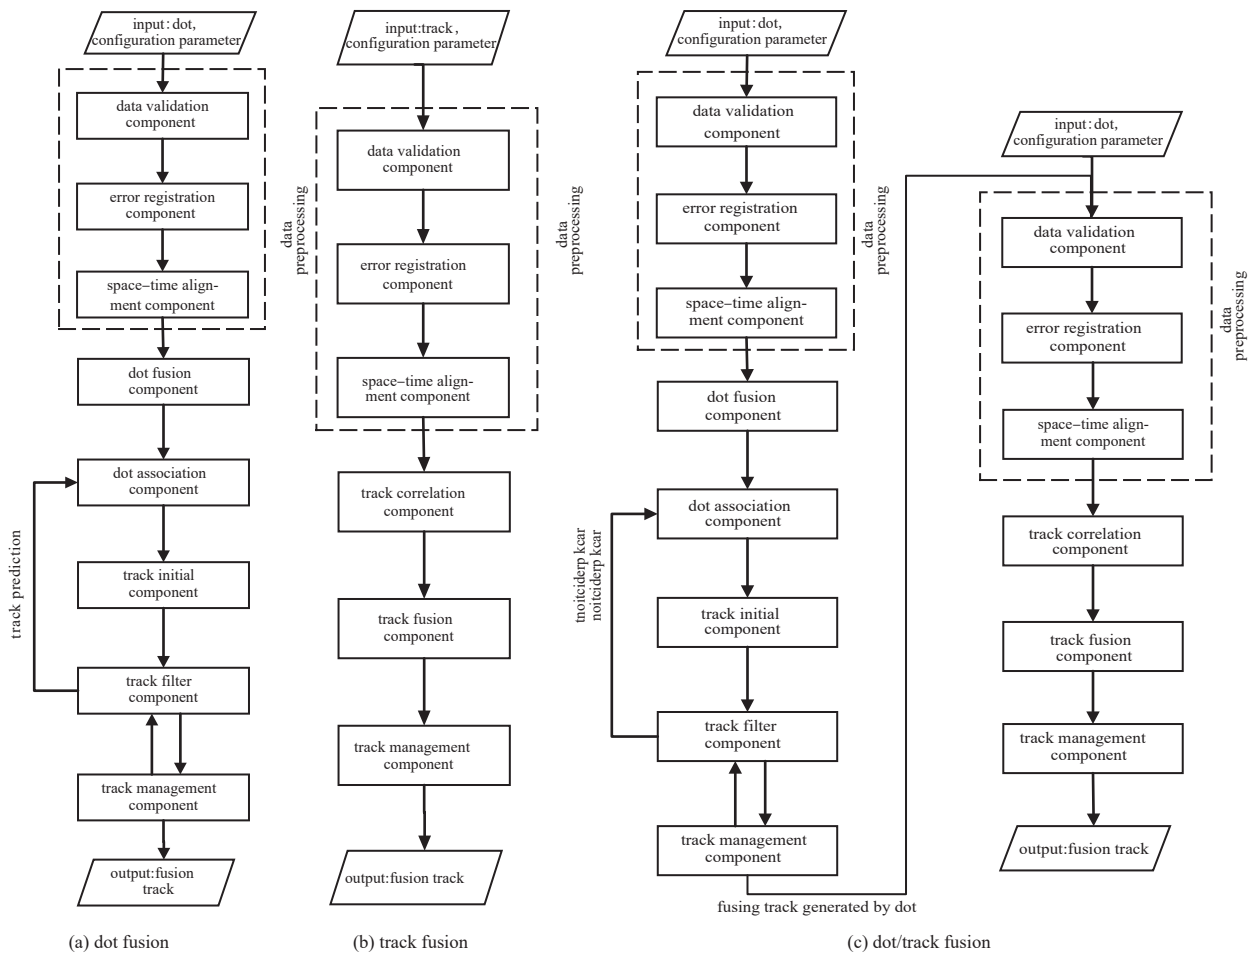 input: dot,
configuration parameter
data validation
component
error registration
component
space–time align-
ment component
data
preprocessing
dot fusion
component
dot association
component
track initial
component
track prediction
track filter
component
track management
component
output:fusion
track
(a) dot fusion
input:track,
configuration parameter
data validation
component
error registration
component
space–time align-
ment component
data
preprocessing
track correlation
component
track fusion
component
track management
component
output:fusion track
(b) track fusion
input: dot,
configuration parameter
data validation
component
error registration
component
space–time align-
ment component
data
preprocessing
dot fusion
component
dot association
component
tnoitciderp kcar
noitciderp kcar
track initial
component
track filter
component
track management
component
fusing track generated by dot
input: dot,
configuration parameter
data validation
component
error registration
component
space–time align-
ment component
data
preprocessing
track correlation
component
track fusion
component
track management
component
output:fusion track
(c) dot/track fusion